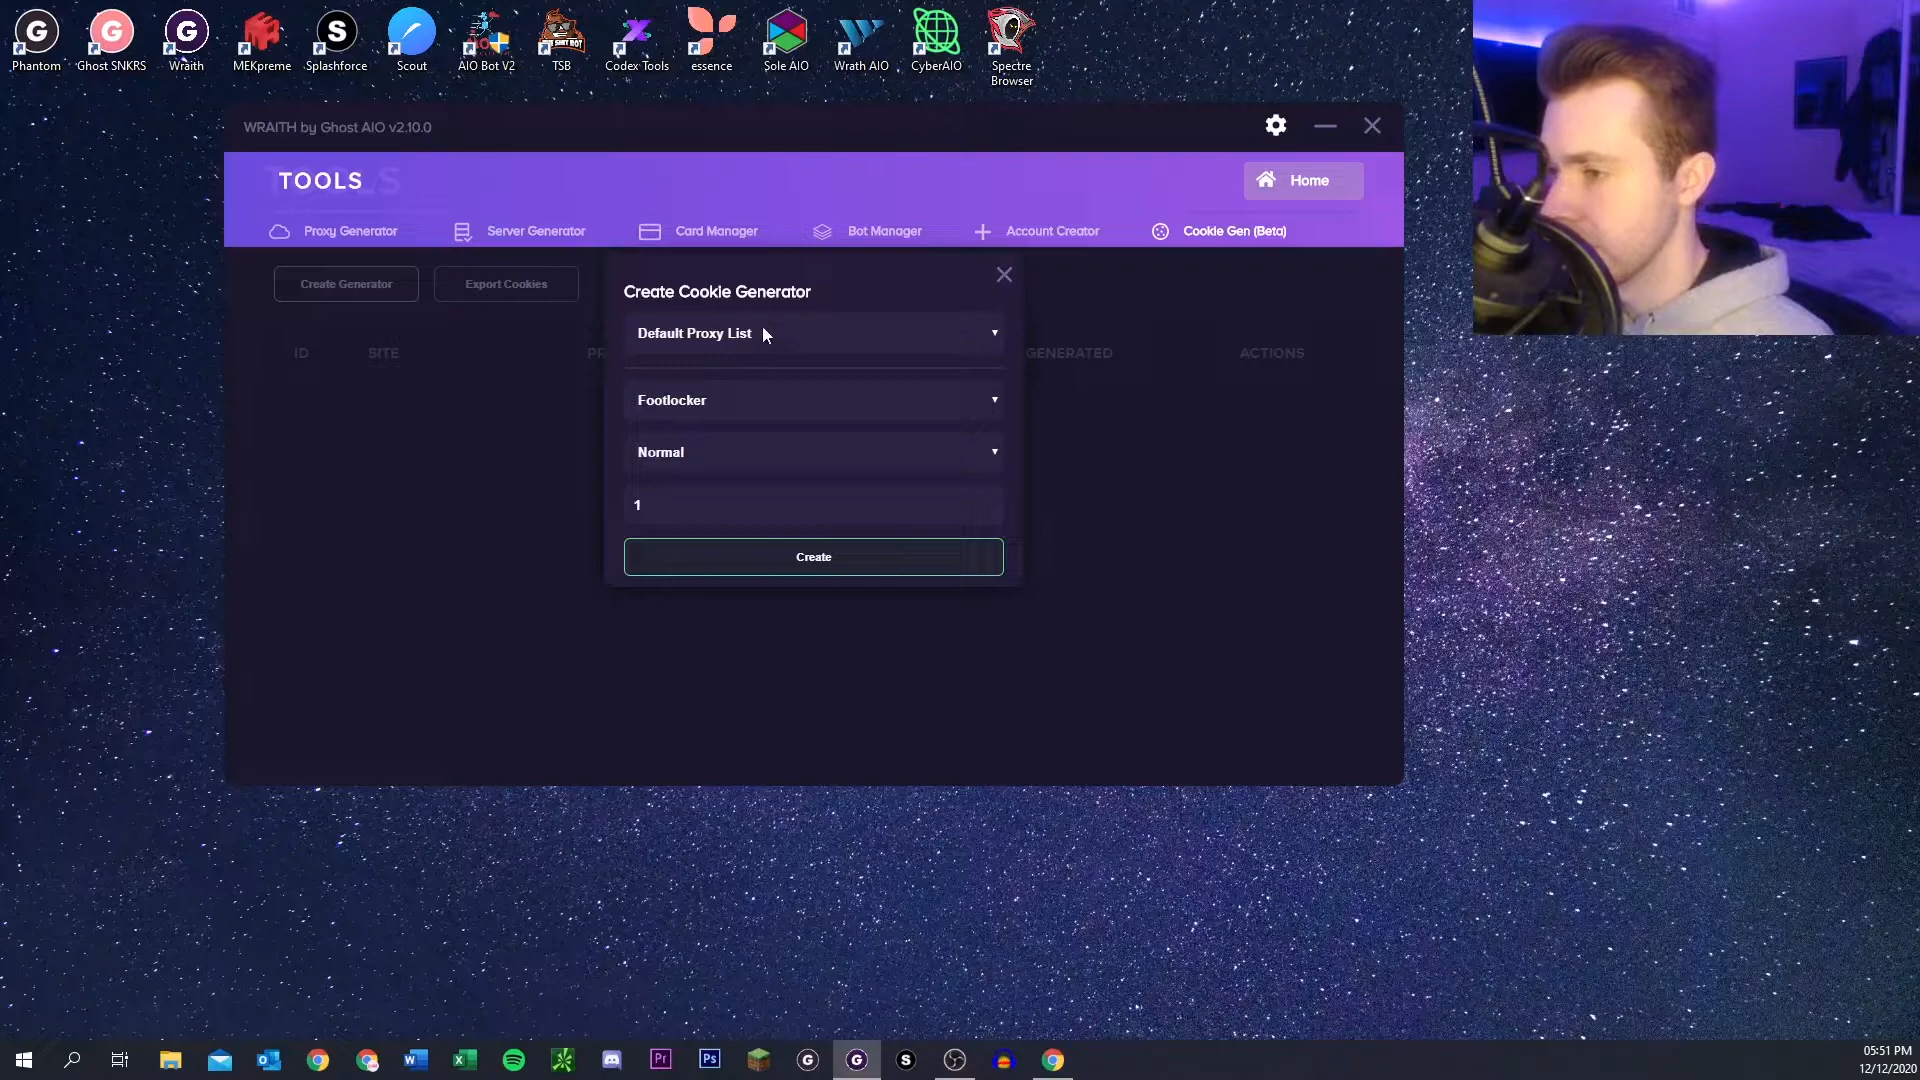 Phantom
Ghost SNKRS
Wraith
MEKpreme
Splashforce
Scout
AIO Bot V2
TSB
Codex Tools
essence
Sole AIO
Wrath AIO
CyberAIO
Spectre
Browser
WRAITH by Ghost AIO v2.10.0
TOOLS
Home
Proxy Generator
Server Generator
Card Manager
Bot Manager
Account Creator
Cookie Gen (Beta)
Create Generator
Export Cookies
Create Cookie Generator
Default Proxy List
ID
SITE
PR
GENERATED
ACTIONS
Footlocker
Normal
1
Create
05:51 PM
12/12/2020